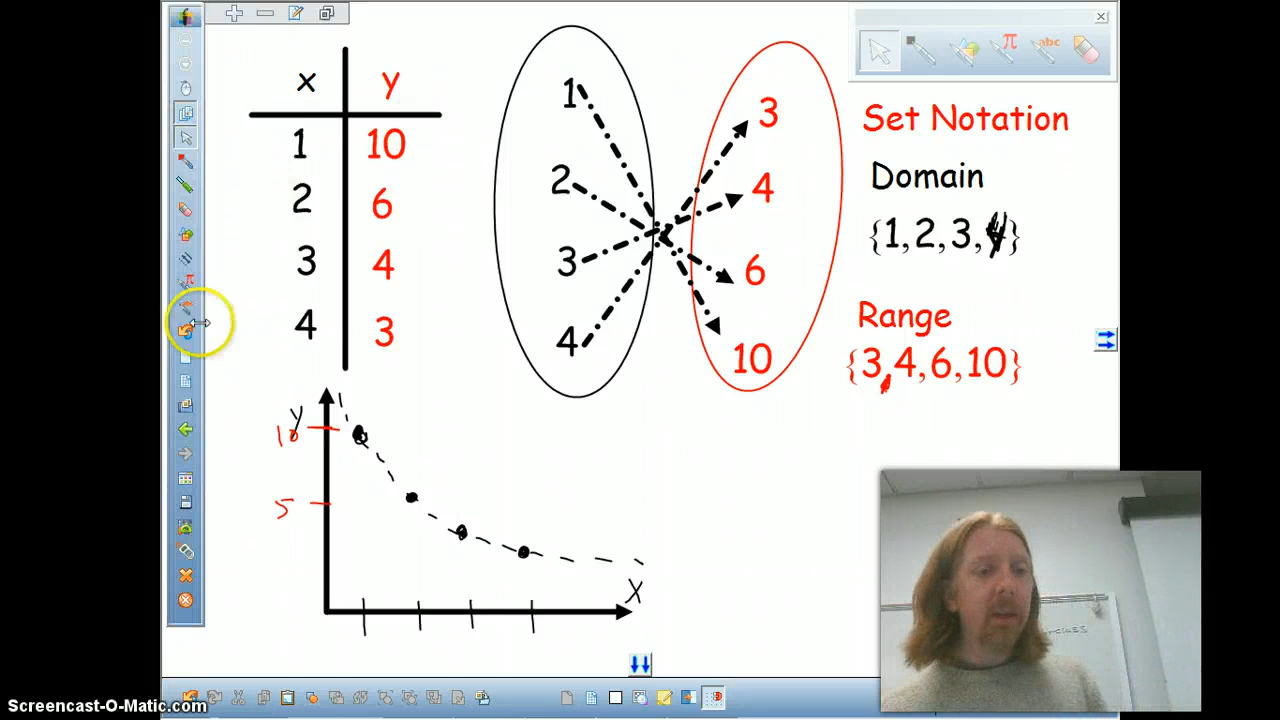 x y
1 10
2 6
3 4
4 3
1
2
3
4
3
4
6
10
Set Notation
Domain
{1,2,3,4}
Range
{3,4,6,10}
y
10
5
X
π
abc
Screencast-O-Matic.com